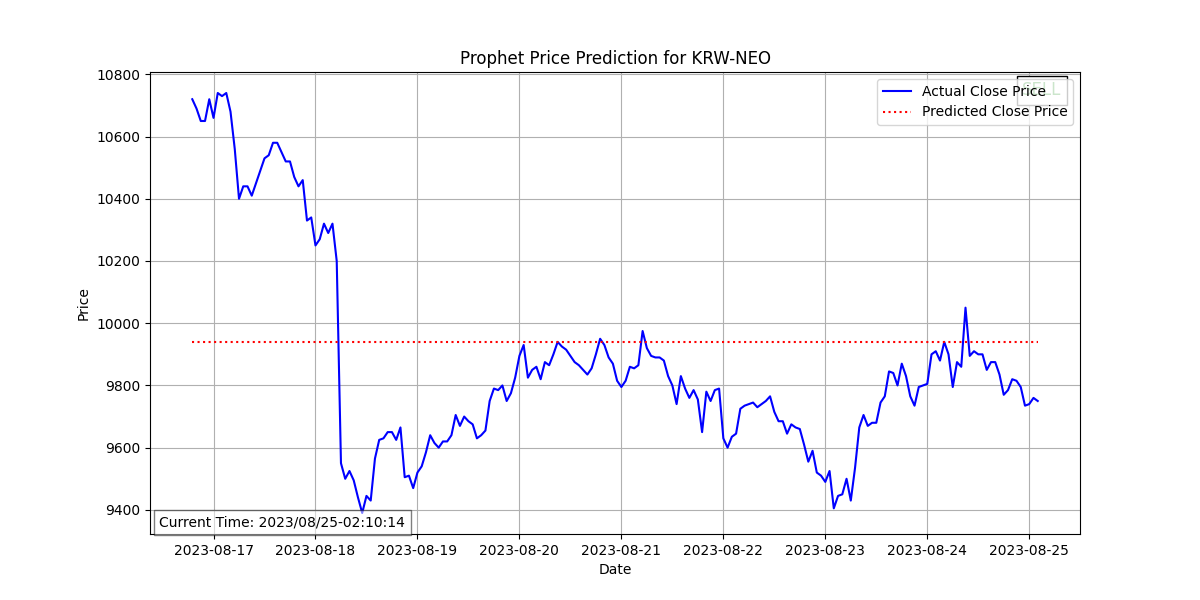 Prophet Price Prediction for KRW-NEO
SELL
Actual Close Price
Predicted Close Price
Price
10800
10600
10400
10200
10000
9800
9600
9400
Current Time: 2023/08/25-02:10:14
2023-08-17
2023-08-18
2023-08-19
2023-08-20
2023-08-21
2023-08-22
2023-08-23
2023-08-24
2023-08-25
Date